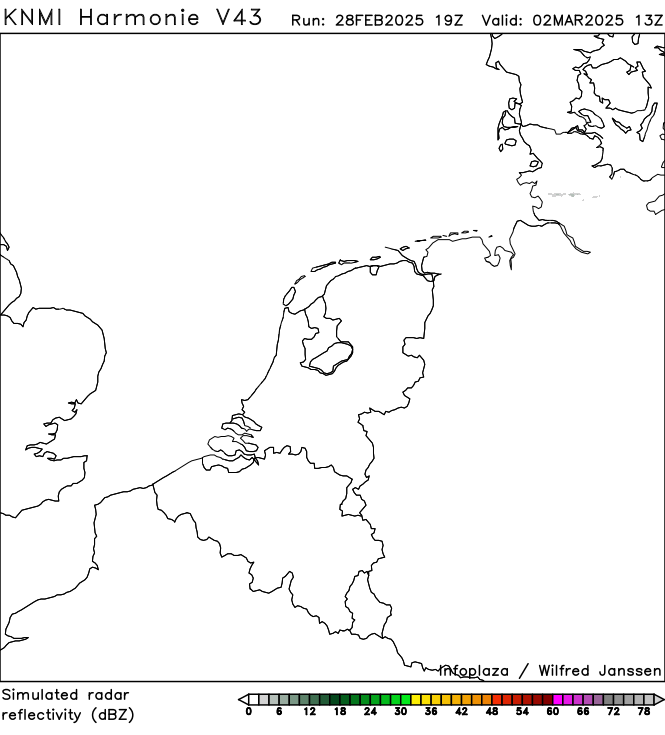 KNMI Harmonie V43 Run: 28FEB2025 19Z Valid: 02MAR2025 13Z
infoplaza / Wilfred Janssen
Simulated radar
reflectivity (dBZ)
0 6 12 18 24 30 36 42 48 54 60 66 72 78